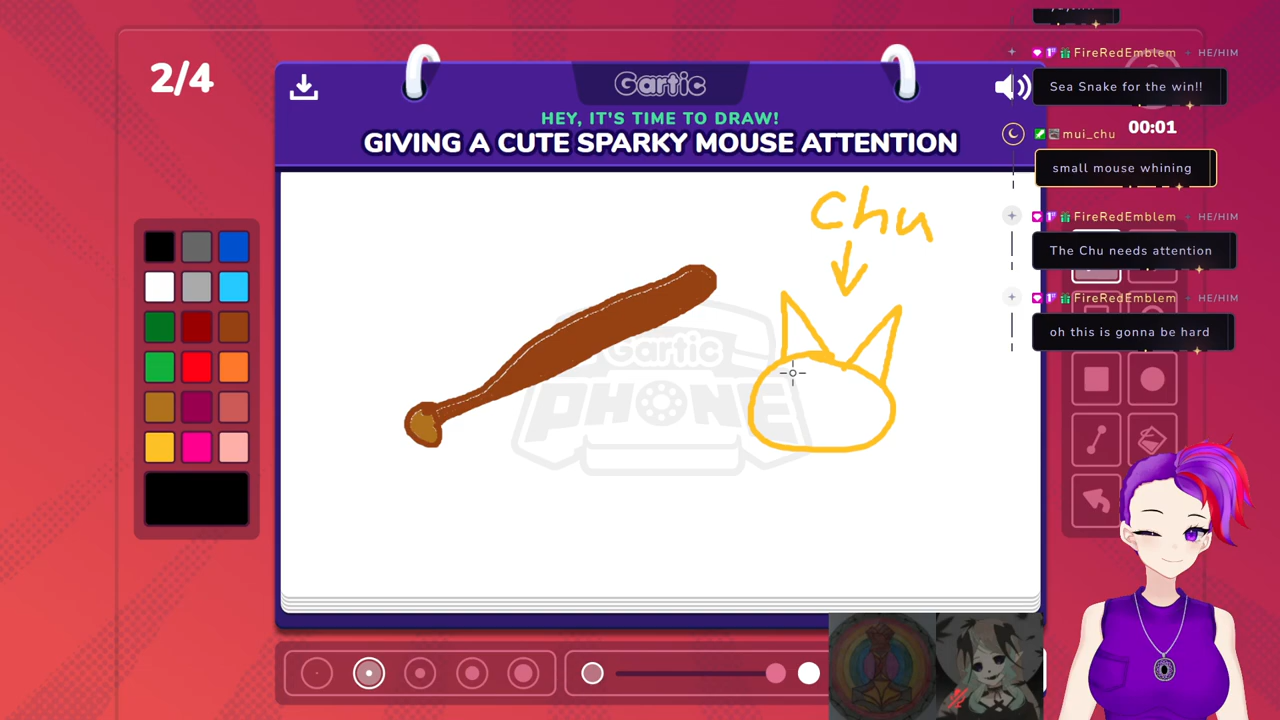 2/4
Gartic
HEY, IT'S TIME TO DRAW!
GIVING A CUTE SPARKY MOUSE ATTENTION
Chu
Gartic
PHONE
FireRedEmblem HE/HIM
Sea Snake for the win!!
mui_chu
00:01
small mouse whining
FireRedEmblem HE/HIM
The Chu needs attention
FireRedEmblem HE/HIM
oh this is gonna be hard